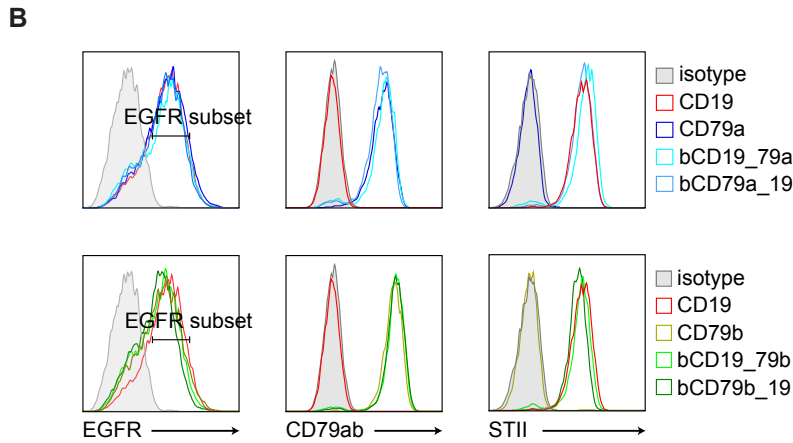 B
EGFR subset
isotype
CD19
CD79a
bCD19_79a
bCD79a_19
EGFR subset
isotype
CD19
CD79b
bCD19_79b
bCD79b_19
EGFR
CD79ab
STII